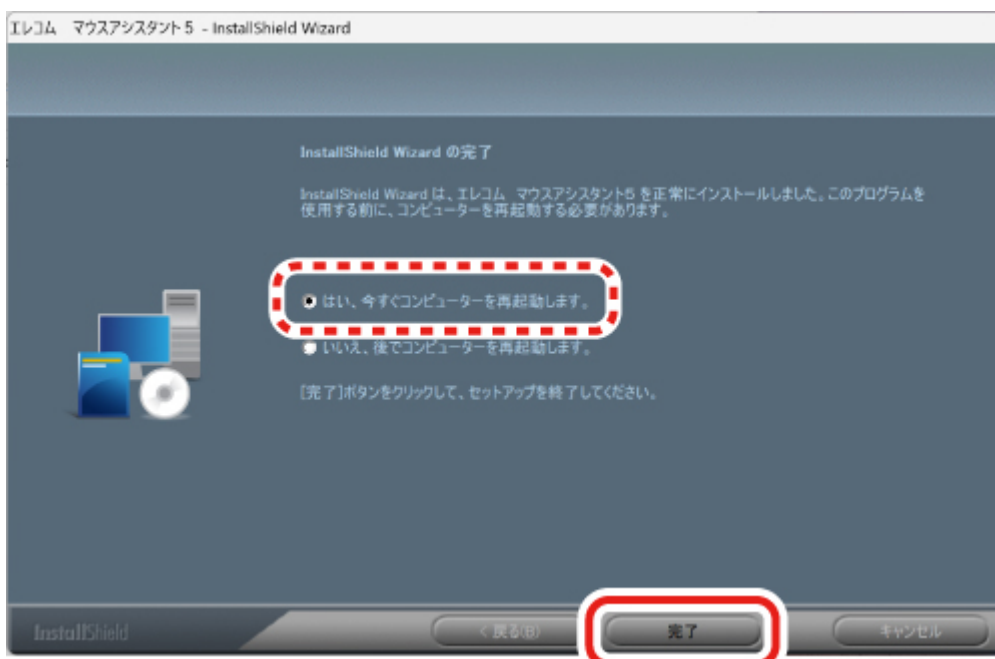 エレコム マウスアシスタント 5 - InstallShield Wizard
InstallShield Wizard の完了
InstallShield Wizard は、エレコム マウスアシスタント5 を正常にインストールしました。このプログラムを
使用する前に、コンピューターを再起動する必要があります。
はい、今すぐコンピューターを再起動します。
いいえ、後でコンピューターを再起動します。
[完了]ボタンをクリックして、セットアップを終了してください。
InstallShield
< 戻る(B)
完了
キャンセル